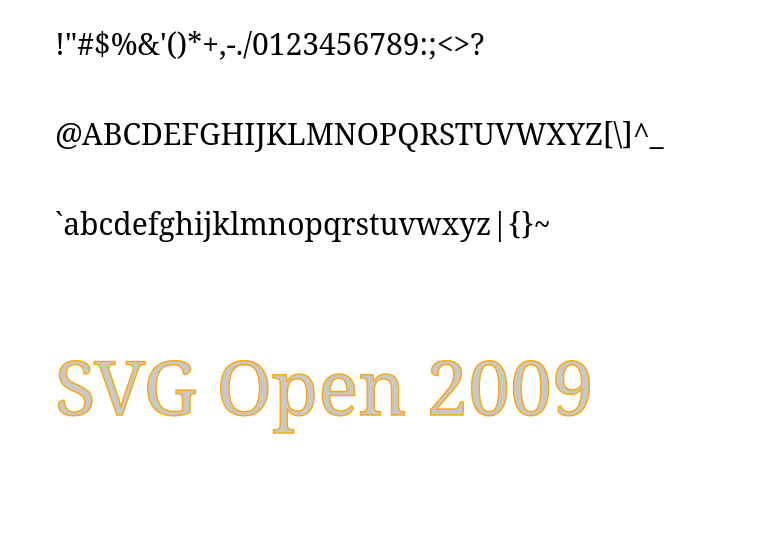 !"#$%&'()*+,-./0123456789:;<>?
@ABCDEFGHIJKLMNOPQRSTUVWXYZ[\]^_
`abcdefghijklmnopqrstuvwxyz|{}~
SVG Open 2009